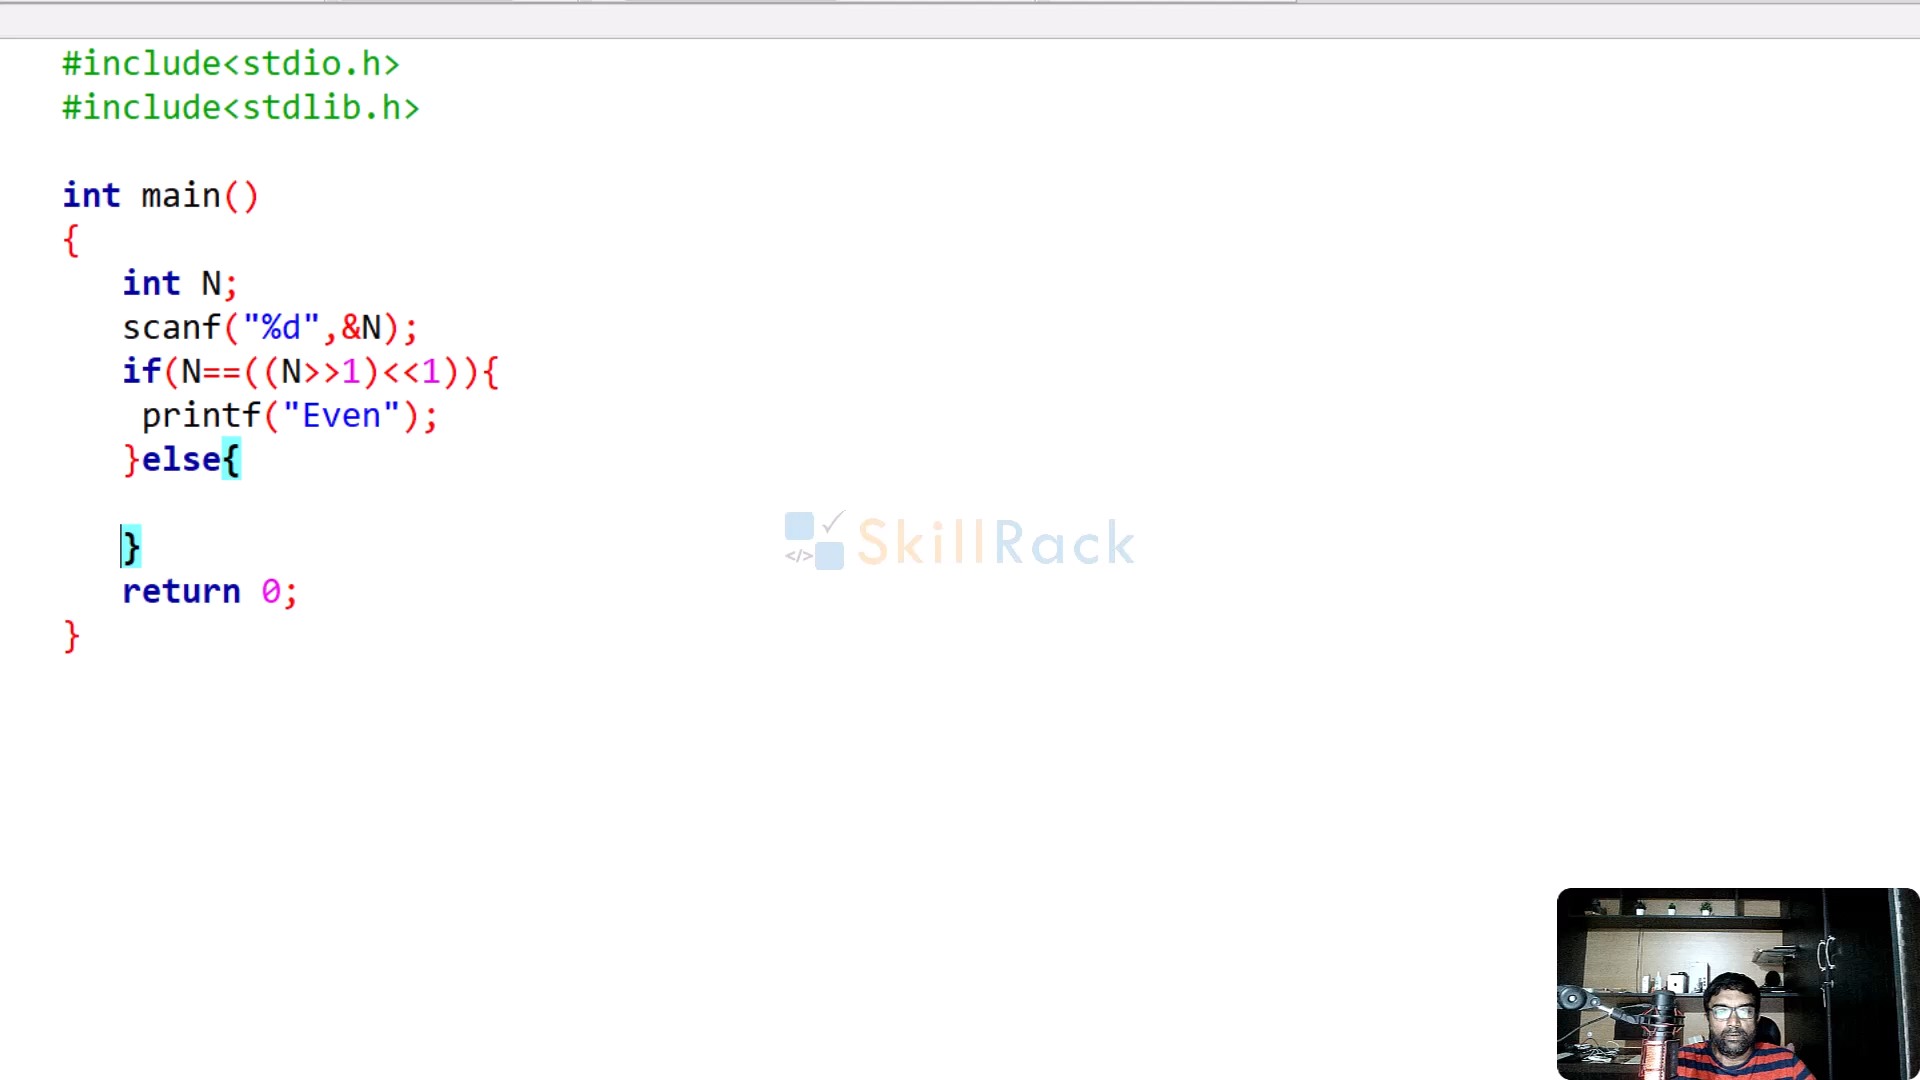 #include<stdio.h>
#include<stdlib.h>
int main()
{
int N;
scanf("%d",&N);
if(N==((N>>1)<<1)){
printf("Even");
}else{
}
return 0;
}
</> SkillRack